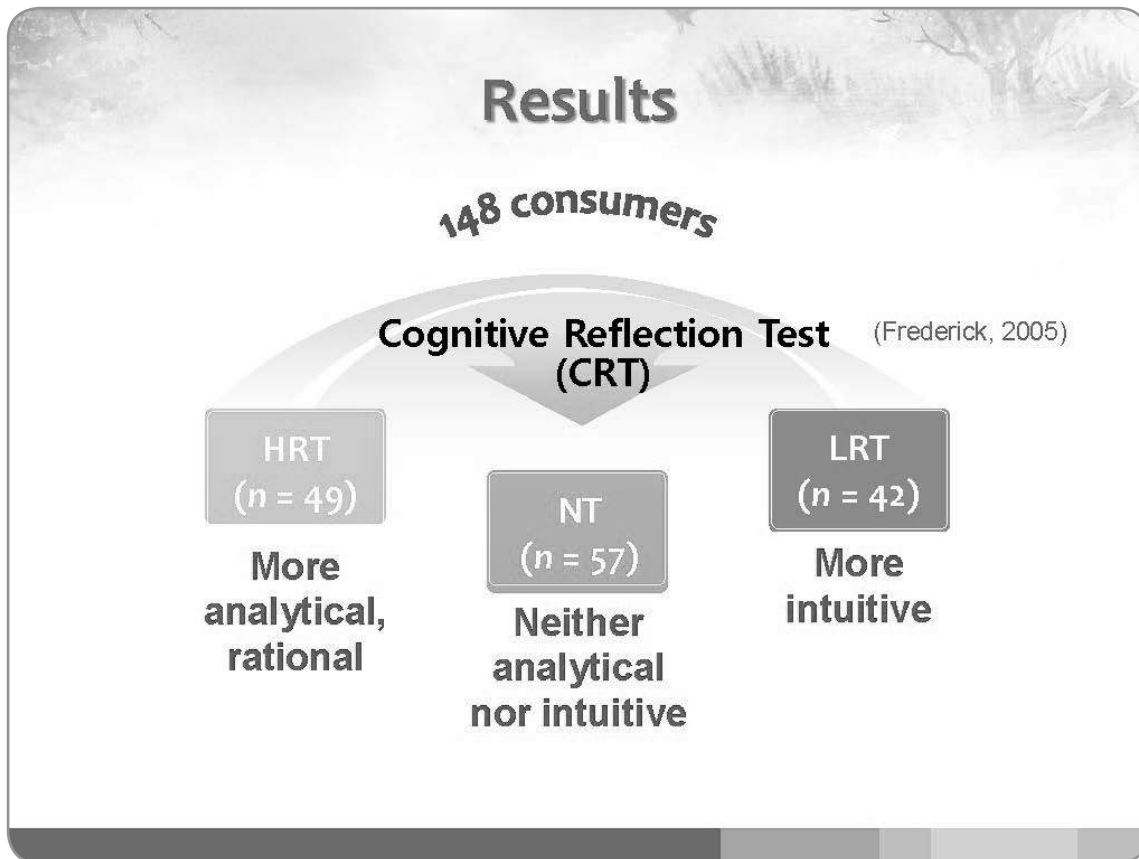 Results
148 consumers
Cognitive Reflection Test
(CRT)
(Frederick, 2005)
HRT
(n = 49)
More
analytical,
rational
NT
(n = 57)
Neither
analytical
nor intuitive
LRT
(n = 42)
More
intuitive